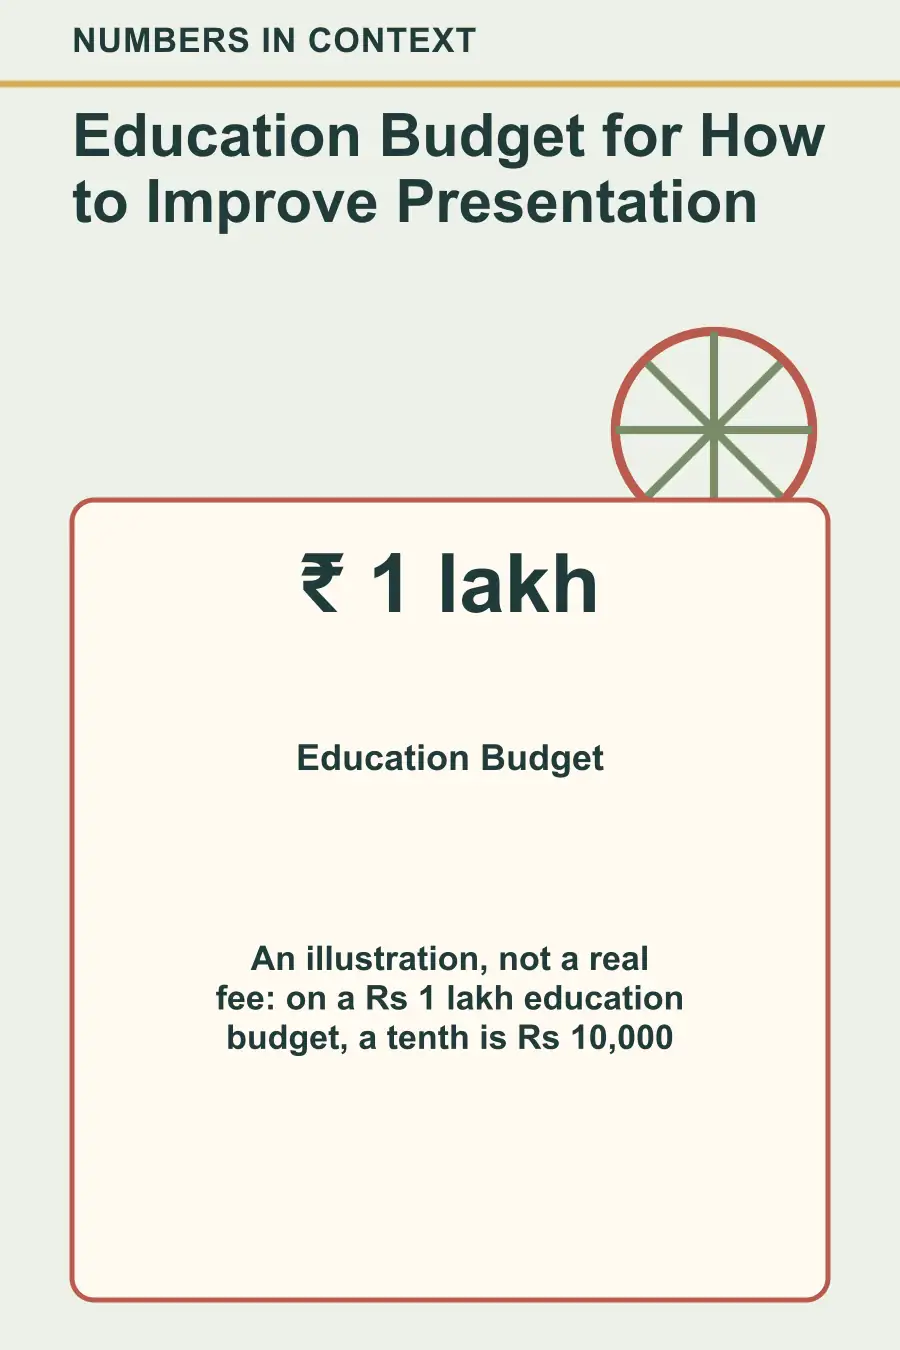 NUMBERS IN CONTEXT
Education Budget for How
to Improve Presentation
₹ 1 lakh
Education Budget
An illustration, not a real
fee: on a Rs 1 lakh education
budget, a tenth is Rs 10,000